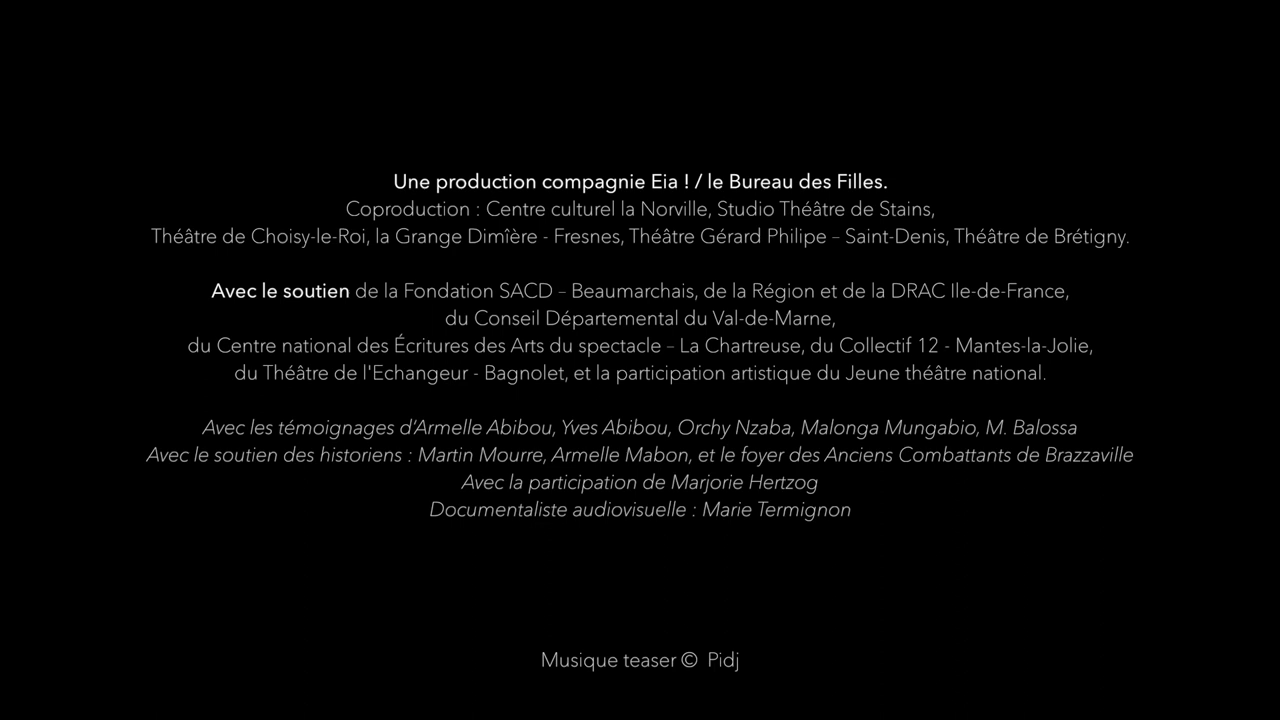 Une production compagnie Eia ! / le Bureau des Filles.
Coproduction : Centre culturel la Norville, Studio Théâtre de Stains,
Théâtre de Choisy-le-Roi, la Grange Dimîère - Fresnes, Théâtre Gérard Philipe – Saint-Denis, Théâtre de Brétigny.
Avec le soutien de la Fondation SACD – Beaumarchais, de la Région et de la DRAC Ile-de-France,
du Conseil Départemental du Val-de-Marne,
du Centre national des Écritures des Arts du spectacle – La Chartreuse, du Collectif 12 - Mantes-la-Jolie,
du Théâtre de l'Echangeur - Bagnolet, et la participation artistique du Jeune théâtre national.
Avec les témoignages d'Armelle Abibou, Yves Abibou, Orchy Nzaba, Malonga Mungabio, M. Balossa
Avec le soutien des historiens : Martin Mourre, Armelle Mabon, et le foyer des Anciens Combattants de Brazzaville
Avec la participation de Marjorie Hertzog
Documentaliste audiovisuelle : Marie Termignon
Musique teaser © Pidj